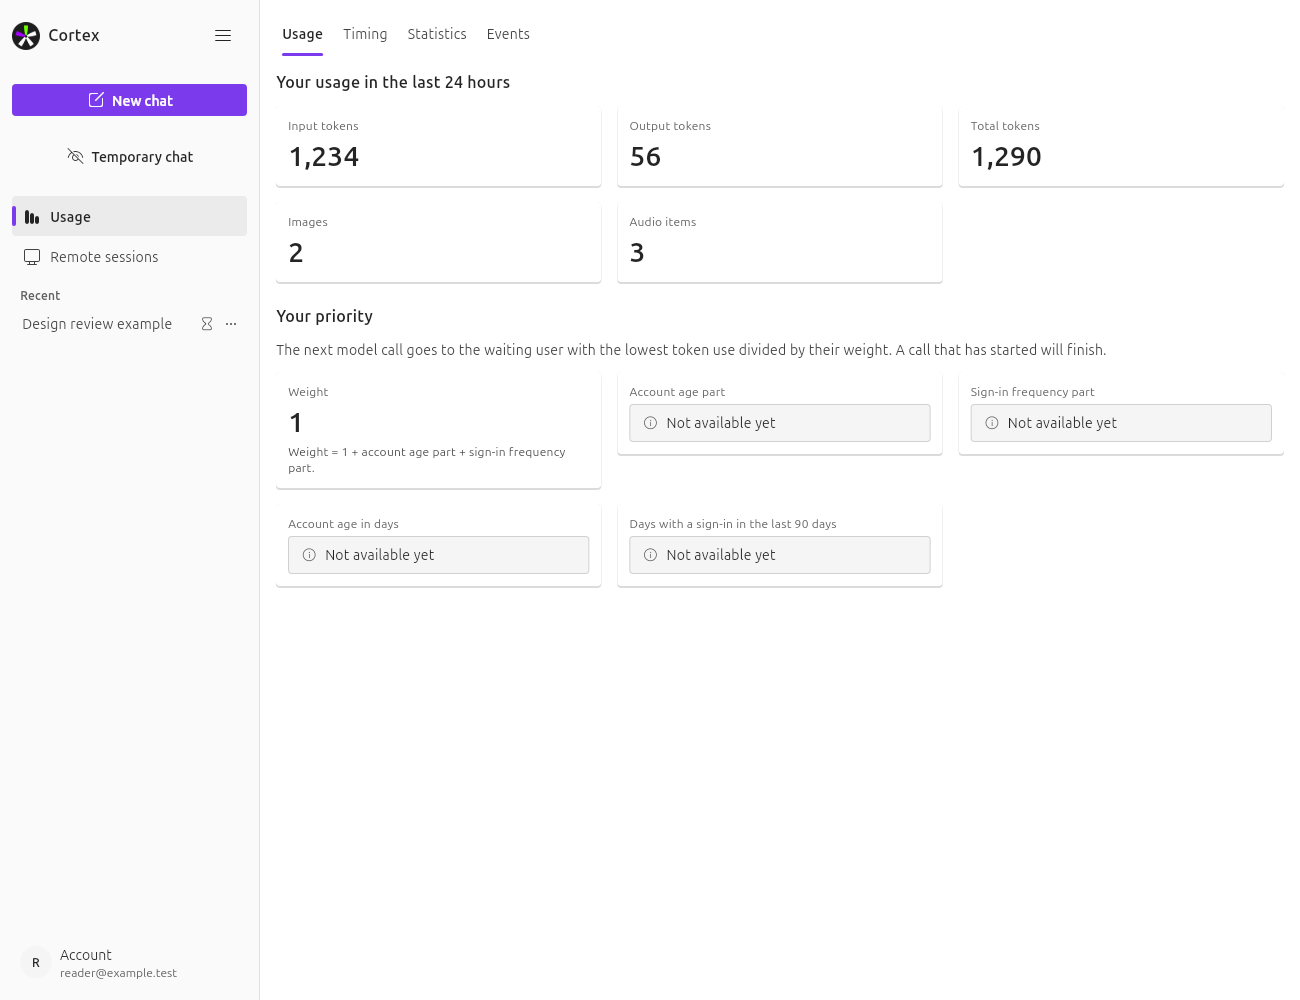 Cortex
New chat
Temporary chat
Usage
Remote sessions
Recent
Design review example
R
Account
reader@example.test
Usage
Timing
Statistics
Events
Your usage in the last 24 hours
Input tokens
1,234
Output tokens
56
Total tokens
1,290
Images
2
Audio items
3
Your priority
The next model call goes to the waiting user with the lowest token use divided by their weight. A call that has started will finish.
Weight
1
Weight = 1 + account age part + sign-in frequency
part.
Account age part
Not available yet
Sign-in frequency part
Not available yet
Account age in days
Not available yet
Days with a sign-in in the last 90 days
Not available yet